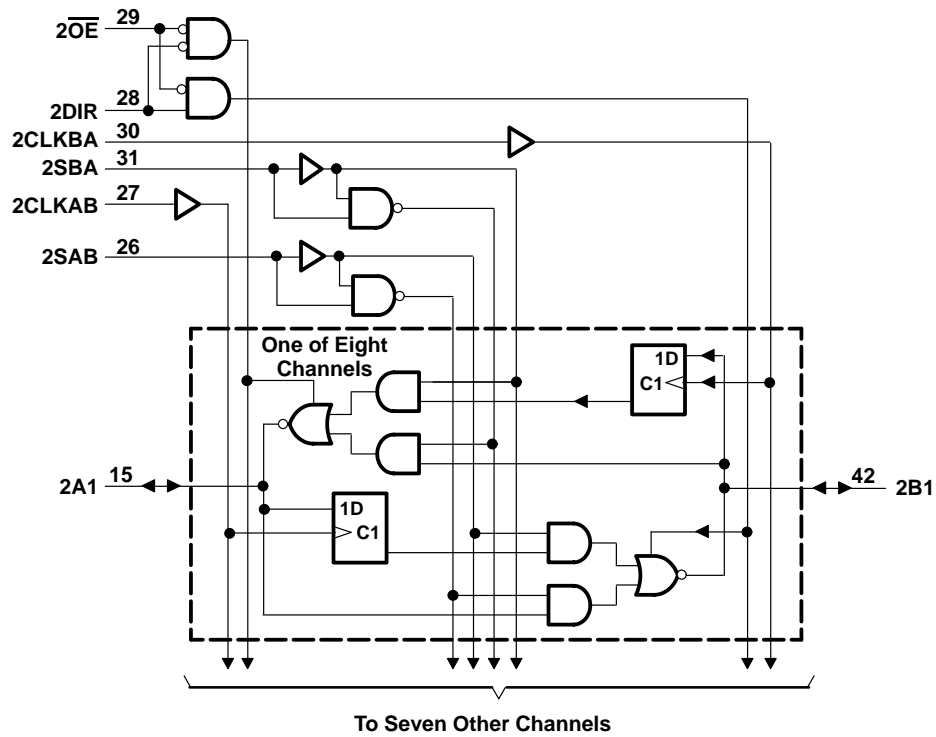 2OE 29
2DIR 28
2CLKBA 30
2SBA 31
2CLKAB 27
2SAB 26
One of Eight
Channels
1D
C1
2A1 15
42 2B1
1D
C1
To Seven Other Channels